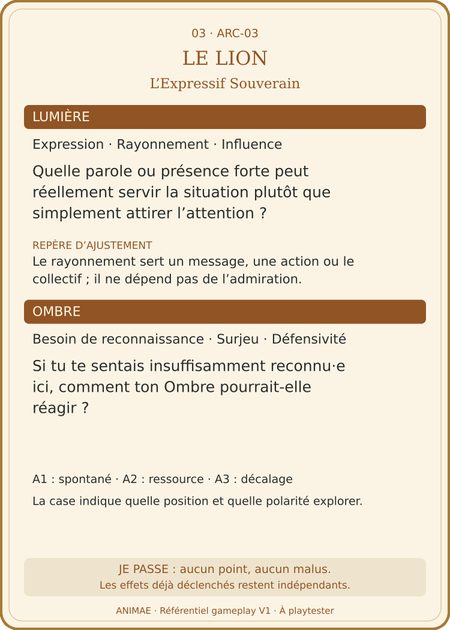 03 · ARC-03
LE LION
L’Expressif Souverain
LUMIÈRE
Expression · Rayonnement · Influence
Quelle parole ou présence forte peut
réellement servir la situation plutôt que
simplement attirer l’attention ?
REPÈRE D’AJUSTEMENT
Le rayonnement sert un message, une action ou le
collectif ; il ne dépend pas de l’admiration.
OMBRE
Besoin de reconnaissance · Surjeu · Défensivité
Si tu te sentais insuffisamment reconnu·e
ici, comment ton Ombre pourrait-elle
réagir ?
A1 : spontané · A2 : ressource · A3 : décalage
La case indique quelle position et quelle polarité explorer.
JE PASSE : aucun point, aucun malus.
Les effets déjà déclenchés restent indépendants.
ANIMAE · Référentiel gameplay V1 · À playtester